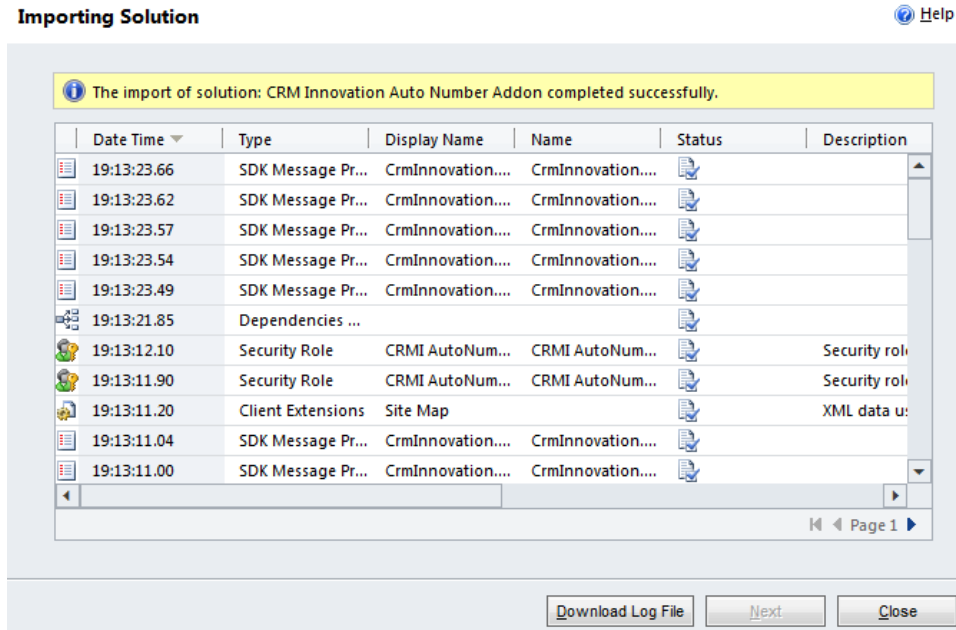 Importing Solution Help
The import of solution: CRM Innovation Auto Number Addon completed successfully.
Date Time Type Display Name Name Status Description
19:13:23.66 SDK Message Pr... CrmInnovation.... CrmInnovation....
19:13:23.62 SDK Message Pr... CrmInnovation.... CrmInnovation....
19:13:23.57 SDK Message Pr... CrmInnovation.... CrmInnovation....
19:13:23.54 SDK Message Pr... CrmInnovation.... CrmInnovation....
19:13:23.49 SDK Message Pr... CrmInnovation.... CrmInnovation....
19:13:21.85 Dependencies ...
19:13:12.10 Security Role CRMI AutoNum... CRMI AutoNum... Security rol
19:13:11.90 Security Role CRMI AutoNum... CRMI AutoNum... Security rol
19:13:11.20 Client Extensions Site Map XML data u
19:13:11.04 SDK Message Pr... CrmInnovation.... CrmInnovation....
19:13:11.00 SDK Message Pr... CrmInnovation.... CrmInnovation....
Page 1
Download Log File Next Close